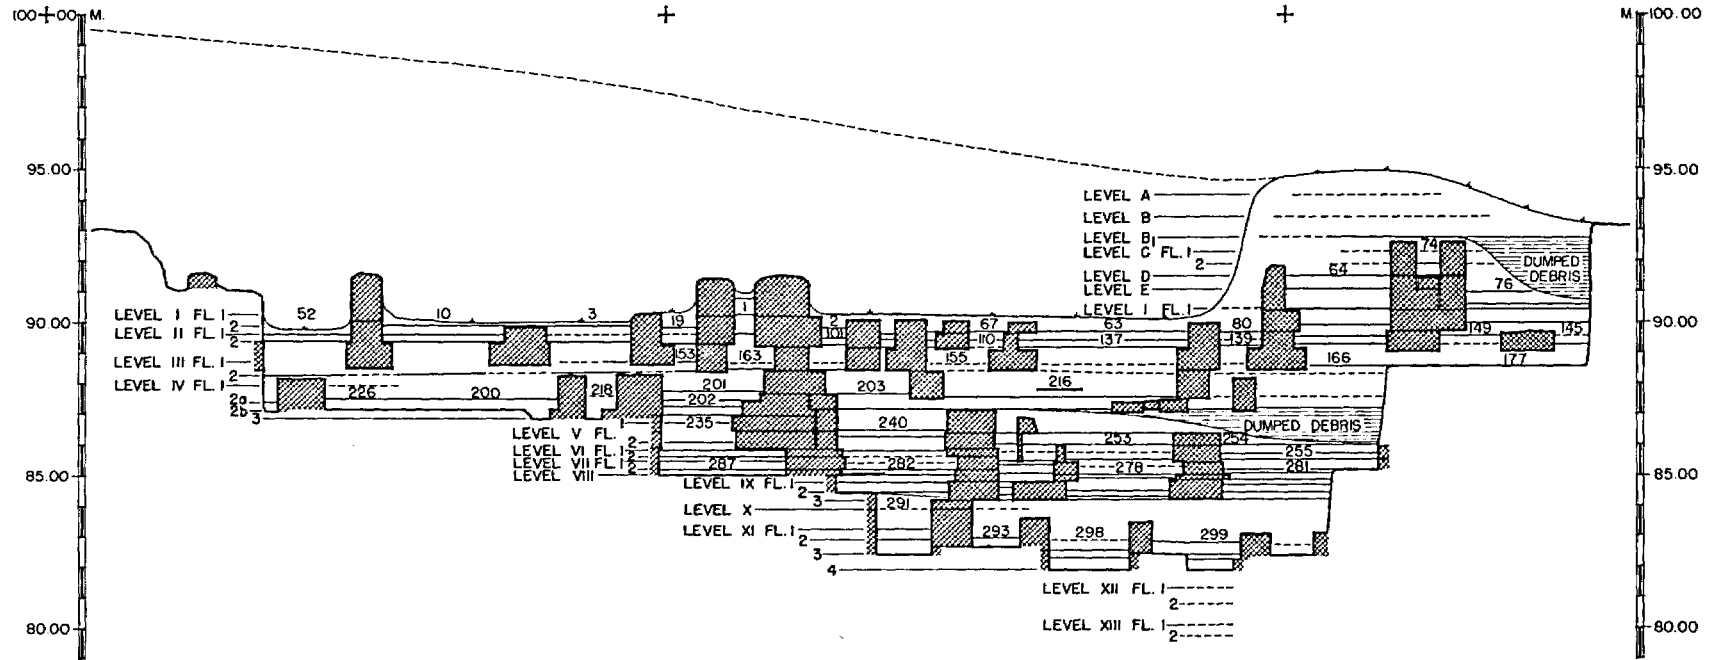 100.00 M.
M. 100.00
95.00
95.00
LEVEL A
LEVEL B
LEVEL B1
LEVEL C FL. 1
2
LEVEL D
LEVEL E
LEVEL I FL. 1
74
64
76
DUMPED
DEBRIS
LEVEL I FL. 1
2
LEVEL II FL. 1
2
LEVEL III FL. 1
2
LEVEL IV FL. 1
2a
2b
3
90.00
90.00
52
10
3
19
1
2
101
67
63
80
110
137
139
149
145
153
163
155
166
177
226
200
218
201
202
203
216
235
240
253
254
DUMPED DEBRIS
255
LEVEL V FL. 1
2
LEVEL VI FL. 1
2
LEVEL VII FL. 1
2
LEVEL VIII
287
282
278
281
85.00
85.00
LEVEL IX FL. 1
2
3
LEVEL X
LEVEL XI FL. 1
2
3
4
291
293
298
299
LEVEL XII FL. 1
2
LEVEL XIII FL. 1
2
80.00
80.00